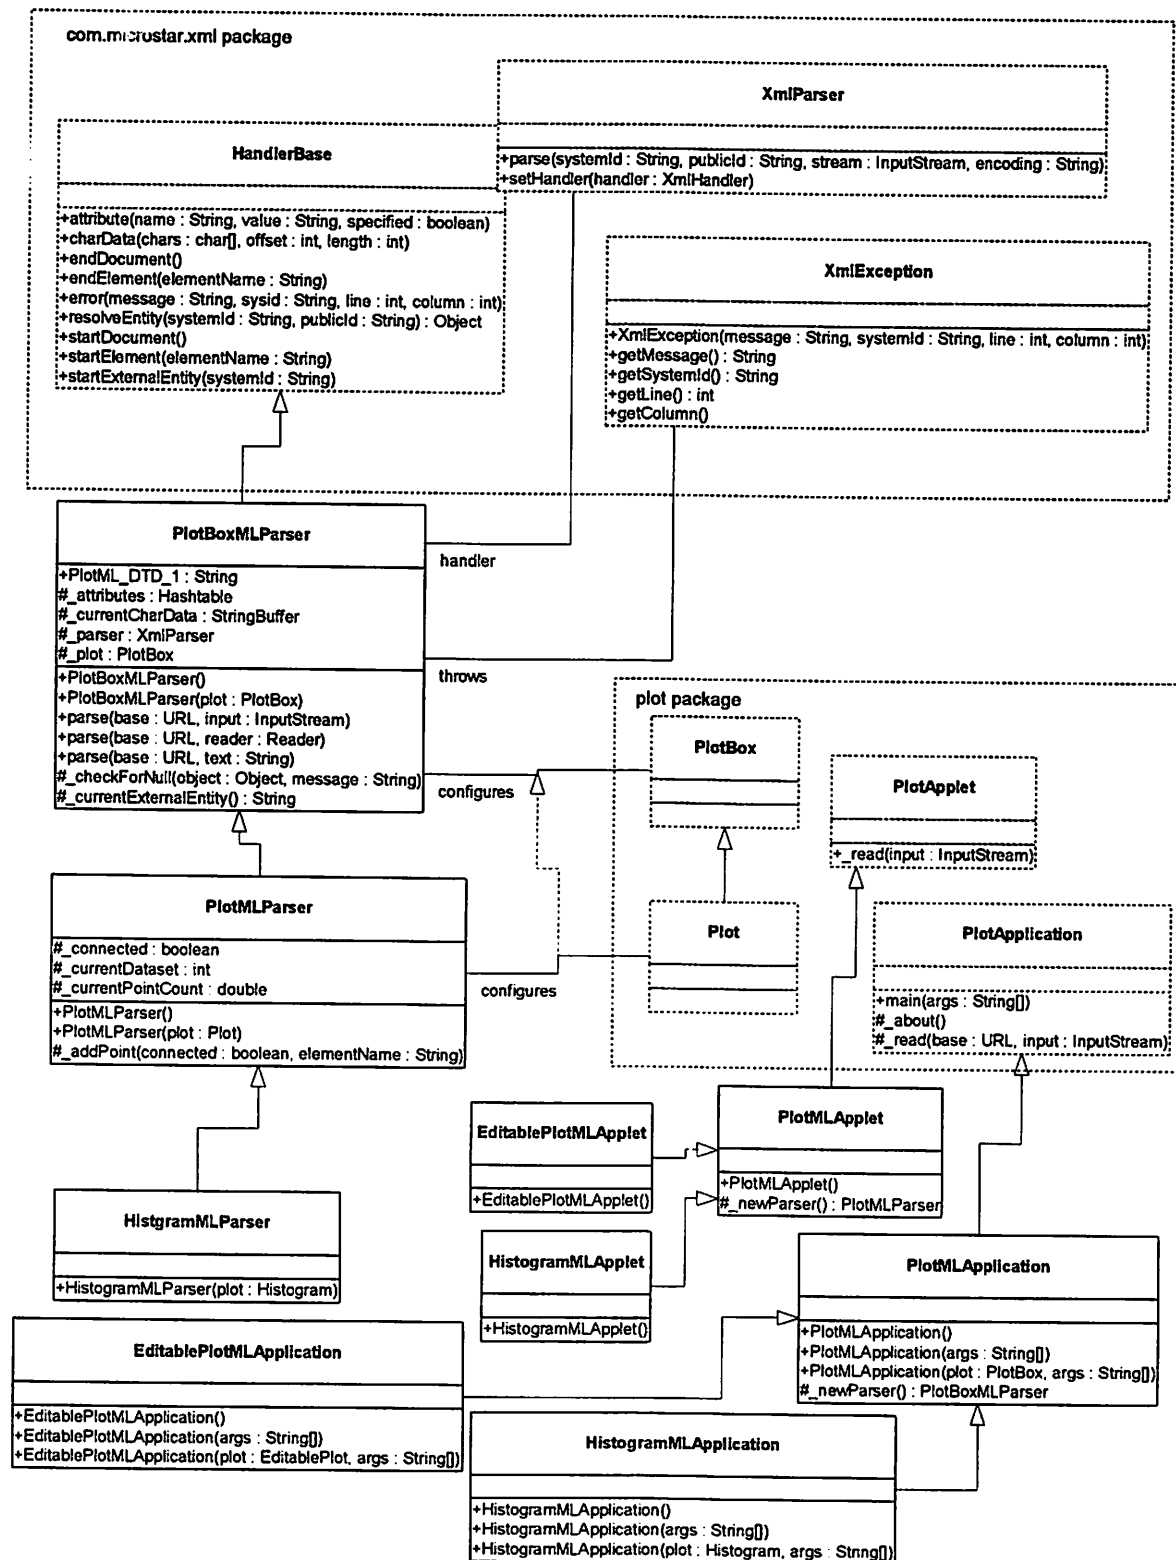 com.microstar.xml package
XmlParser
+parse(systemId : String, publicId : String, stream : InputStream, encoding : String)
+setHandler(handler : XmlHandler)
HandlerBase
+attribute(name : String, value : String, specified : boolean)
+charData(chars : char[], offset : int, length : int)
+endDocument()
+endElement(elementName : String)
+error(message : String, sysid : String, line : int, column : int)
+resolveEntity(systemId : String, publicId : String) : Object
+startDocument()
+startElement(elementName : String)
+startExternalEntity(systemId : String)
XmlException
+XmlException(message : String, systemId : String, line : int, column : int)
+getMessage() : String
+getSystemId() : String
+getLine() : int
+getColumn()
PlotBoxMLParser
+PlotML_DTD_1 : String
#_attributes : Hashtable
#_currentCharData : StringBuffer
#_parser : XmlParser
#_plot : PlotBox
+PlotBoxMLParser()
+PlotBoxMLParser(plot : PlotBox)
+parse(base : URL, input : InputStream)
+parse(base : URL, reader : Reader)
+parse(base : URL, text : String)
#_checkForNull(object : Object, message : String)
#_currentExternalEntity() : String
handler
throws
configures
plot package
PlotBox
PlotApplet
+_read(input : InputStream)
Plot
PlotApplication
+main(args : String[])
#_about()
#_read(base : URL, input : InputStream)
PlotMLParser
#_connected : boolean
#_currentDataset : int
#_currentPointCount : double
+PlotMLParser()
+PlotMLParser(plot : Plot)
#_addPoint(connected : boolean, elementName : String)
configures
EditablePlotMLApplet
+EditablePlotMLApplet()
PlotMLApplet
+PlotMLApplet()
#_newParser() : PlotMLParser
HistgramMLParser
+HistogramMLParser(plot : Histogram)
HistogramMLApplet
+HistogramMLApplet()
PlotMLApplication
+PlotMLApplication()
+PlotMLApplication(args : String[])
+PlotMLApplication(plot : PlotBox, args : String[])
#_newParser() : PlotBoxMLParser
EditablePlotMLApplication
+EditablePlotMLApplication()
+EditablePlotMLApplication(args : String[])
+EditablePlotMLApplication(plot : EditablePlot, args : String[])
HistogramMLApplication
+HistogramMLApplication()
+HistogramMLApplication(args : String[])
+HistogramMLApplication(plot : Histogram, args : String[])